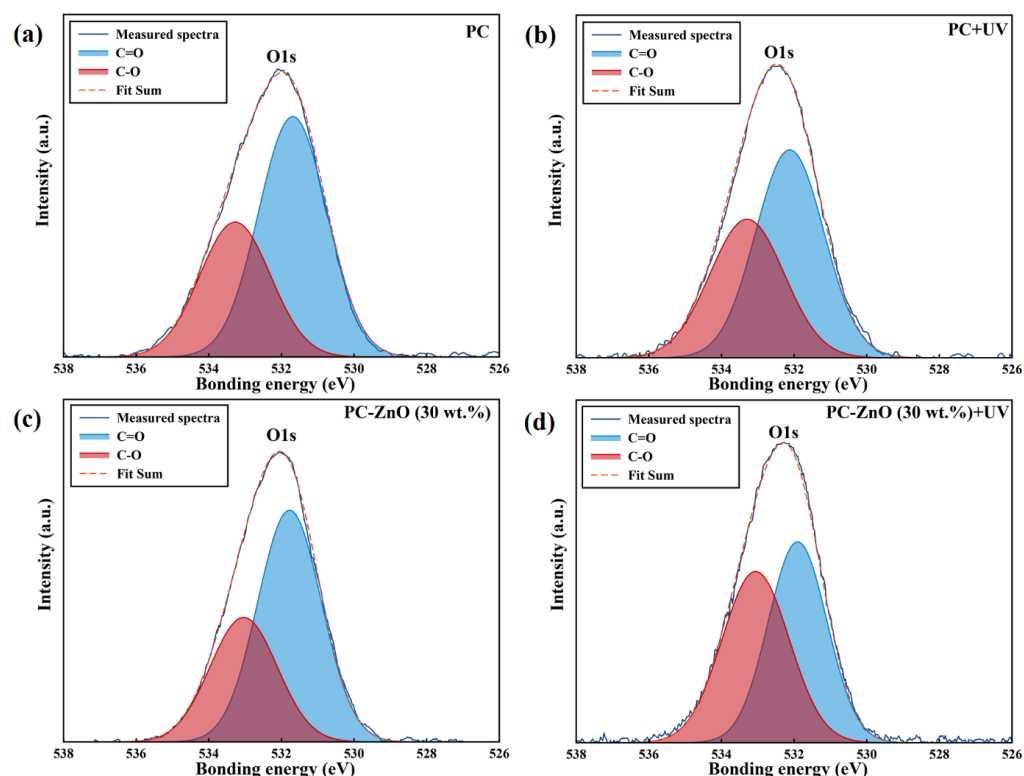 (a)
PC
Measured spectra
C=O
C-O
Fit Sum
O1s
Intensity (a.u.)
538 536 534 532 530 528 526
Bonding energy (eV)
(b)
PC+UV
Measured spectra
C=O
C-O
Fit Sum
O1s
Intensity (a.u.)
538 536 534 532 530 528 526
Bonding energy (eV)
(c)
PC-ZnO (30 wt.%)
Measured spectra
C=O
C-O
Fit Sum
O1s
Intensity (a.u.)
538 536 534 532 530 528 526
Bonding energy (eV)
(d)
PC-ZnO (30 wt.%)+UV
Measured spectra
C=O
C-O
Fit Sum
O1s
Intensity (a.u.)
538 536 534 532 530 528 526
Bonding energy (eV)